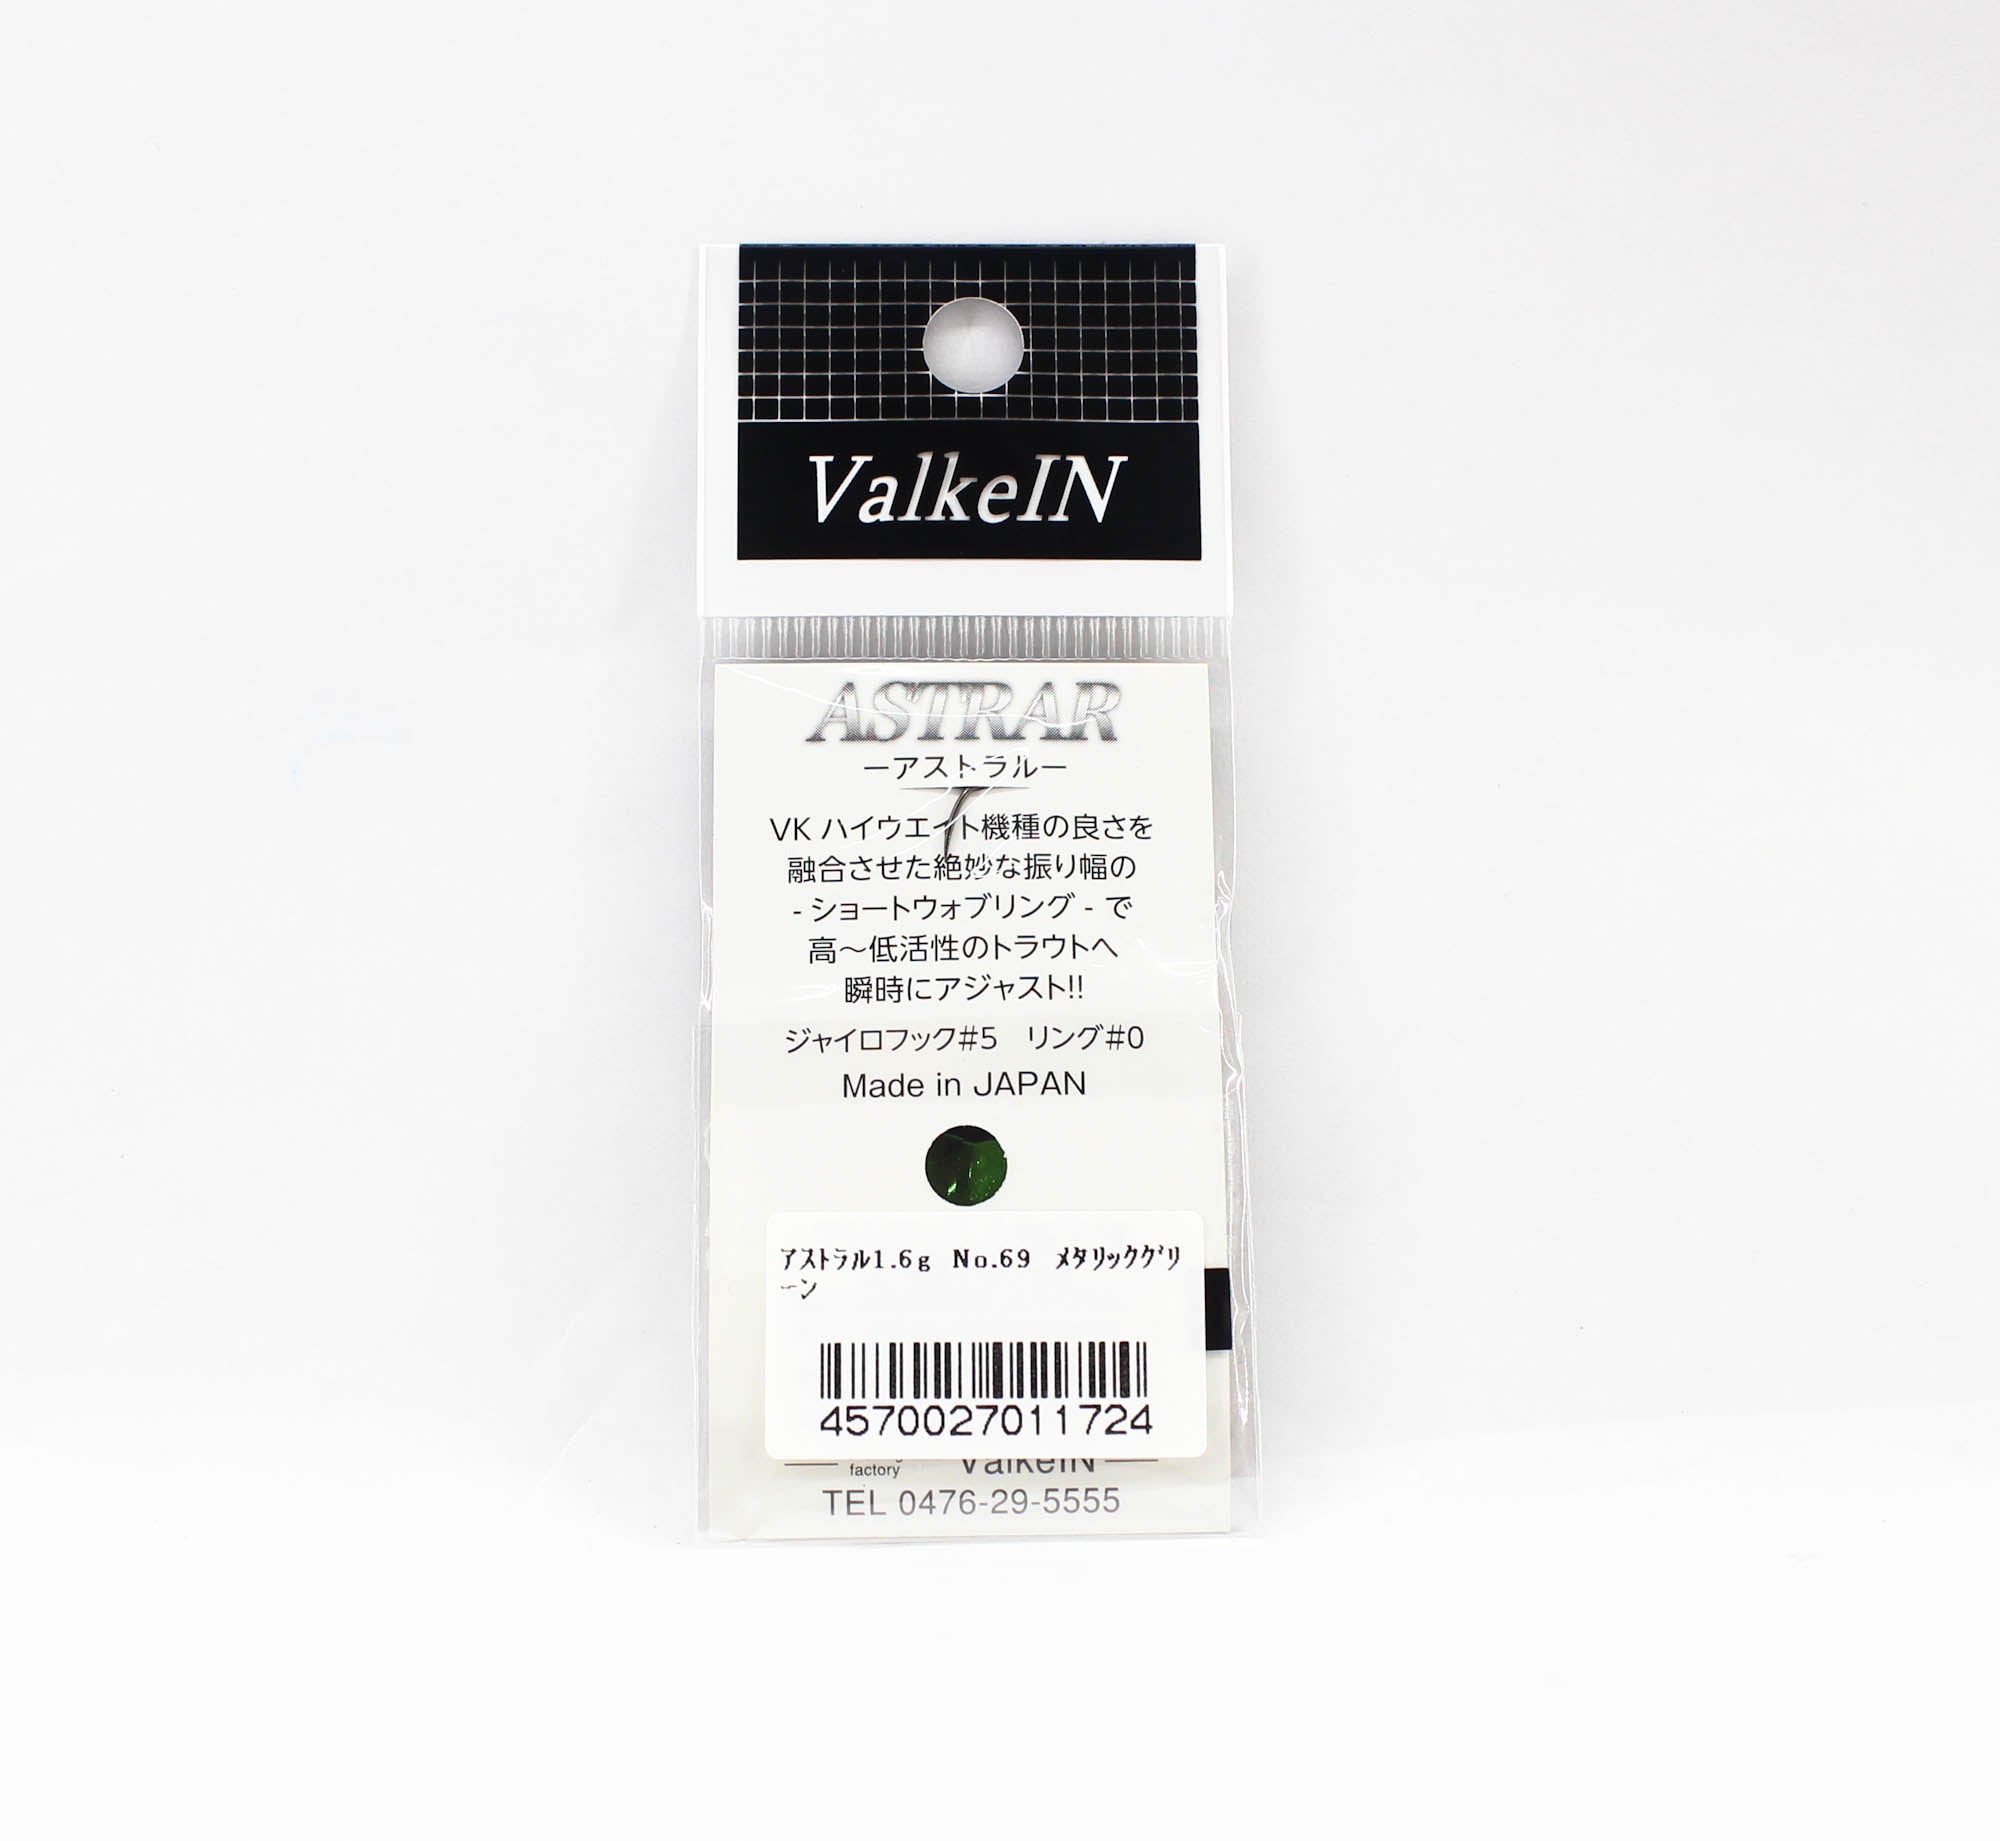 ValkeIN
ASTRAR
ーアストラルー
VK ハイウエイト機種の良さを
融合させた絶妙な振り幅の
- ショートウォブリング - で
高～低活性のトラウトへ
瞬時にアジャスト!!
ジャイロフック#5 リング#0
Made in JAPAN
ｱｽﾄﾗﾙ1.6g No.69 ﾒﾀﾘｯｸｸﾞﾘ
ｰﾝ
4570027011724
factory ValkeIN
TEL 0476-29-5555